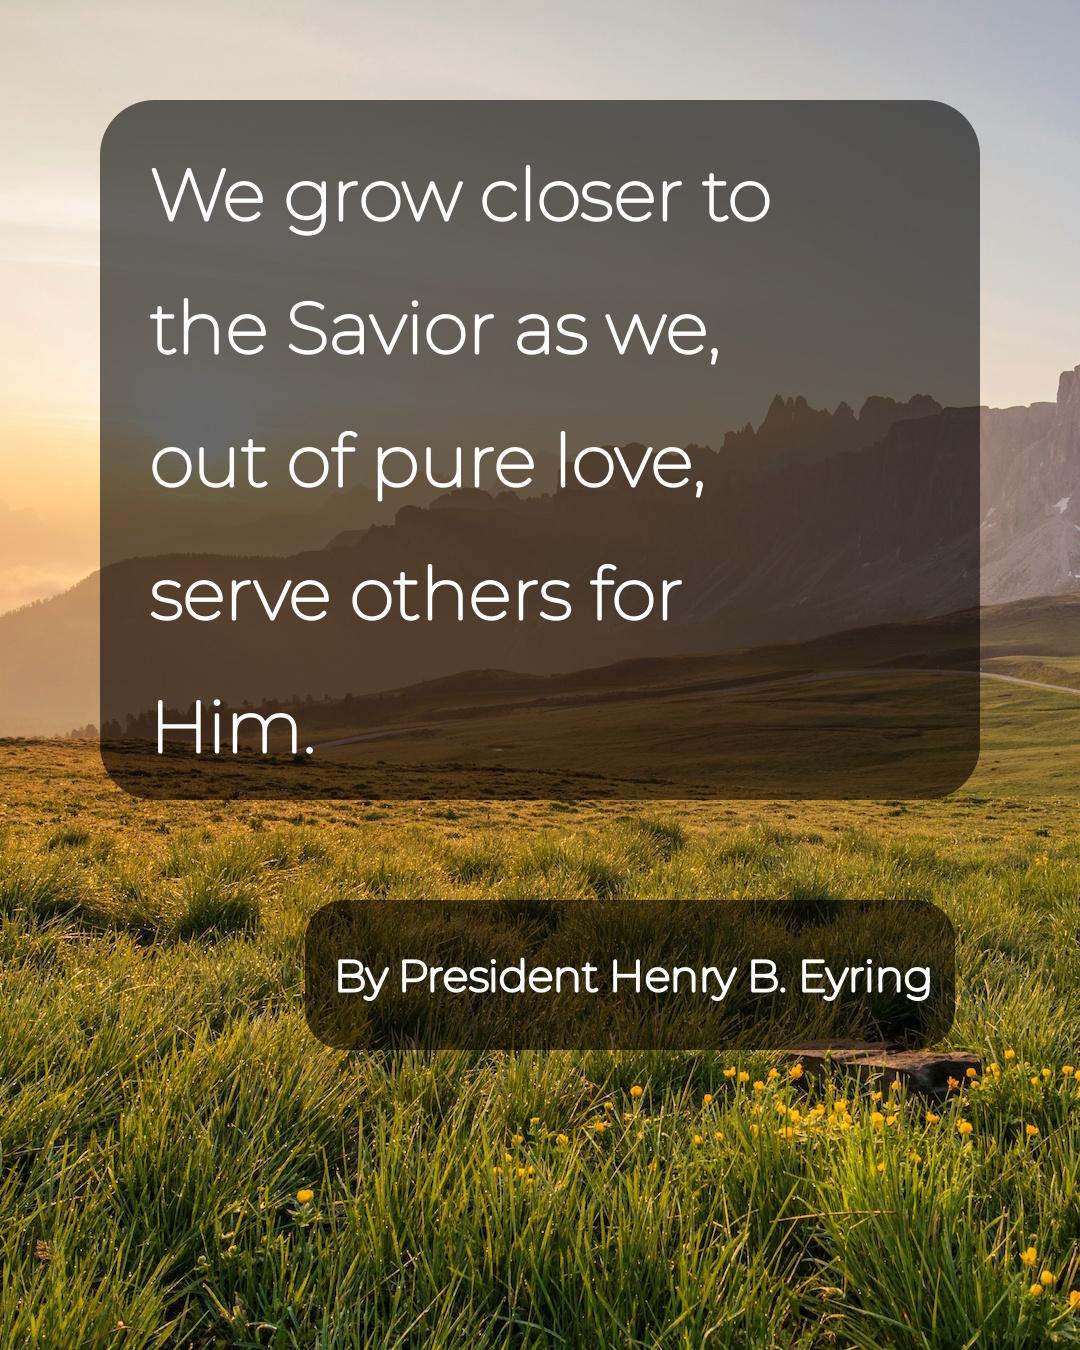 We grow closer to
the Savior as we,
out of pure love,
serve others for
Him.
By President Henry B. Eyring